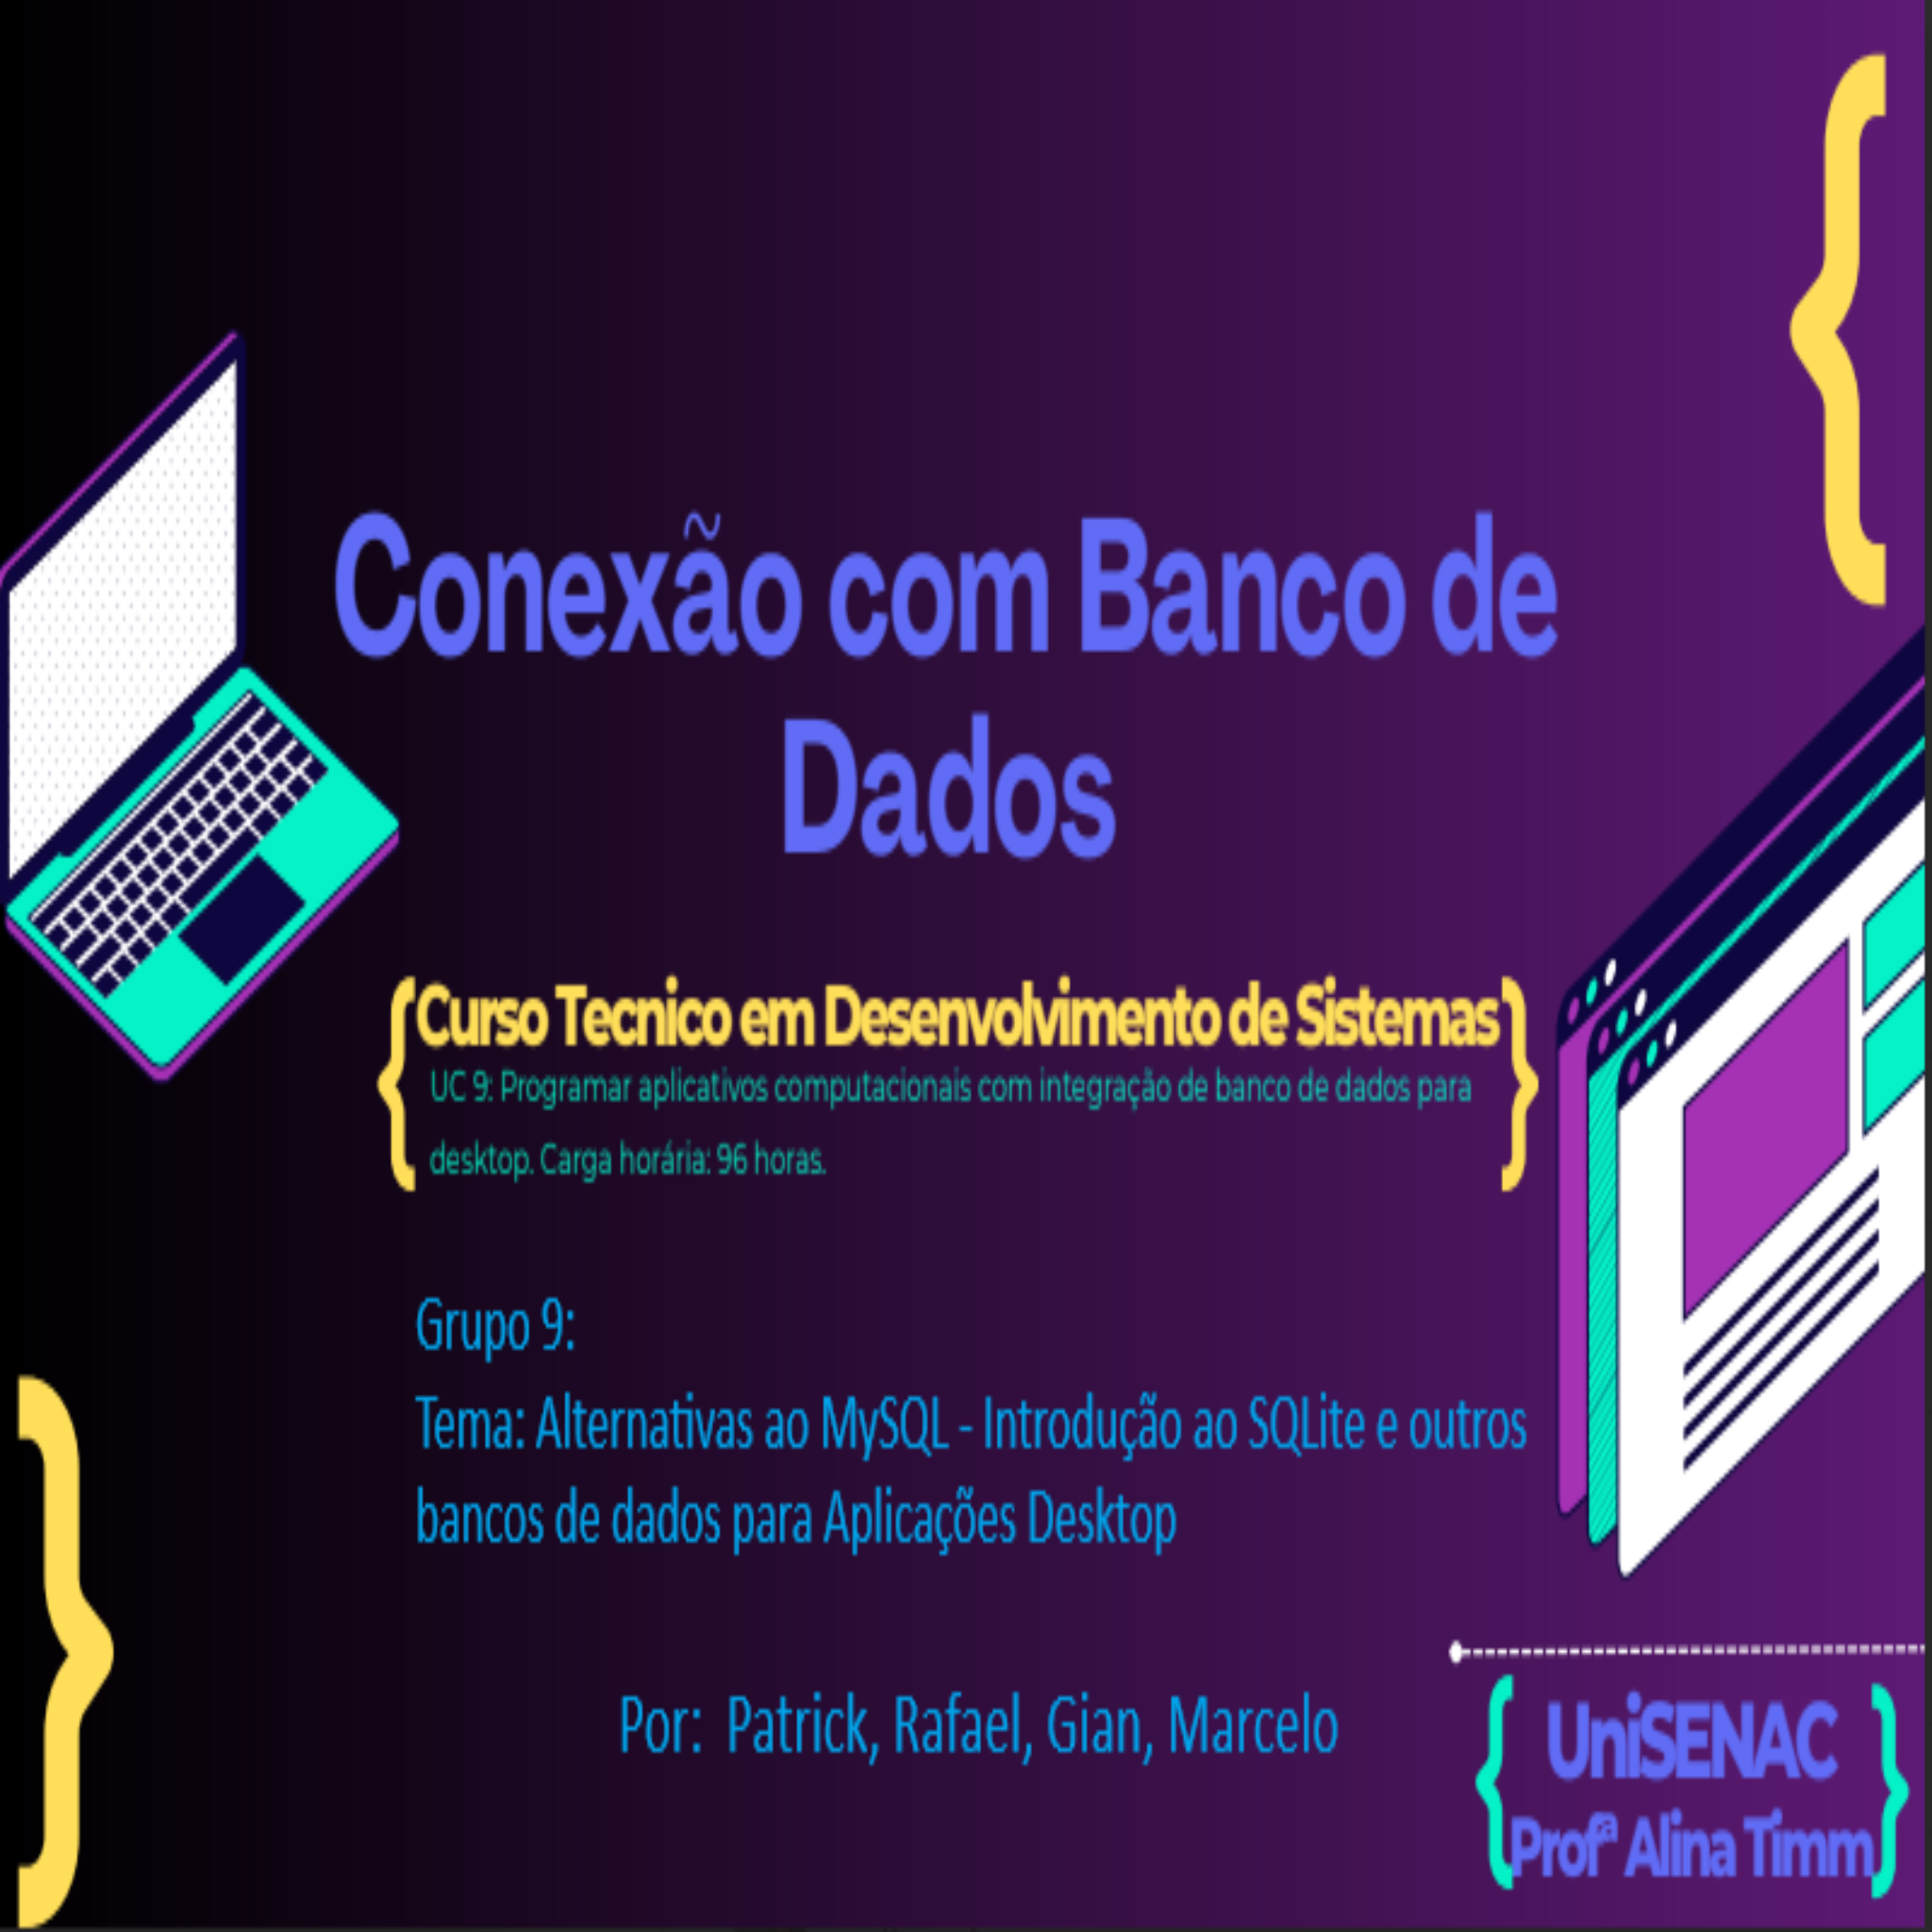 Conexão com Banco de
Dados
Curso Tecnico em Desenvolvimento de Sistemas
UC 9: Programar aplicativos computacionais com integração de banco de dados para
desktop. Carga horária: 96 horas.
Grupo 9:
Tema: Alternativas ao MySQL - Introdução ao SQLite e outros
bancos de dados para Aplicações Desktop
Por: Patrick, Rafael, Gian, Marcelo
UniSENAC
Profª Alina Timm